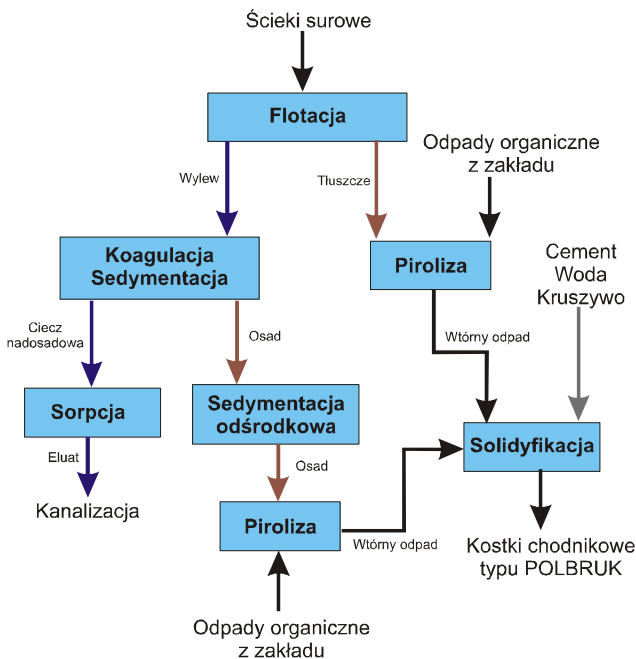 Ścieki surowe
Flotacja
Wylew
Tłuszcze
Odpady organiczne
z zakładu
Koagulacja
Sedymentacja
Piroliza
Cement
Woda
Kruszywo
Ciecz
nadosadowa
Osad
Wtórny odpad
Sorpcja
Sedymentacja
odśrodkowa
Solidyfikacja
Eluat
Osad
Kanalizacja
Piroliza
Wtórny odpad
Kostki chodnikowe
typu POLBRUK
Odpady organiczne
z zakładu